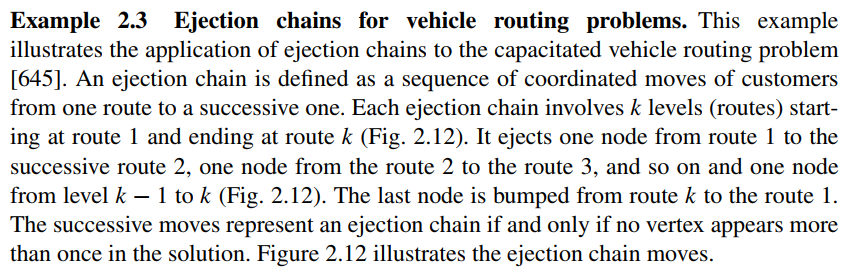 Example 2.3 Ejection chains for vehicle routing problems. This example
illustrates the application of ejection chains to the capacitated vehicle routing problem
[645]. An ejection chain is defined as a sequence of coordinated moves of customers
from one route to a successive one. Each ejection chain involves k levels (routes) start-
ing at route 1 and ending at route k (Fig. 2.12). It ejects one node from route 1 to the
successive route 2, one node from the route 2 to the route 3, and so on and one node
from level k − 1 to k (Fig. 2.12). The last node is bumped from route k to the route 1.
The successive moves represent an ejection chain if and only if no vertex appears more
than once in the solution. Figure 2.12 illustrates the ejection chain moves.